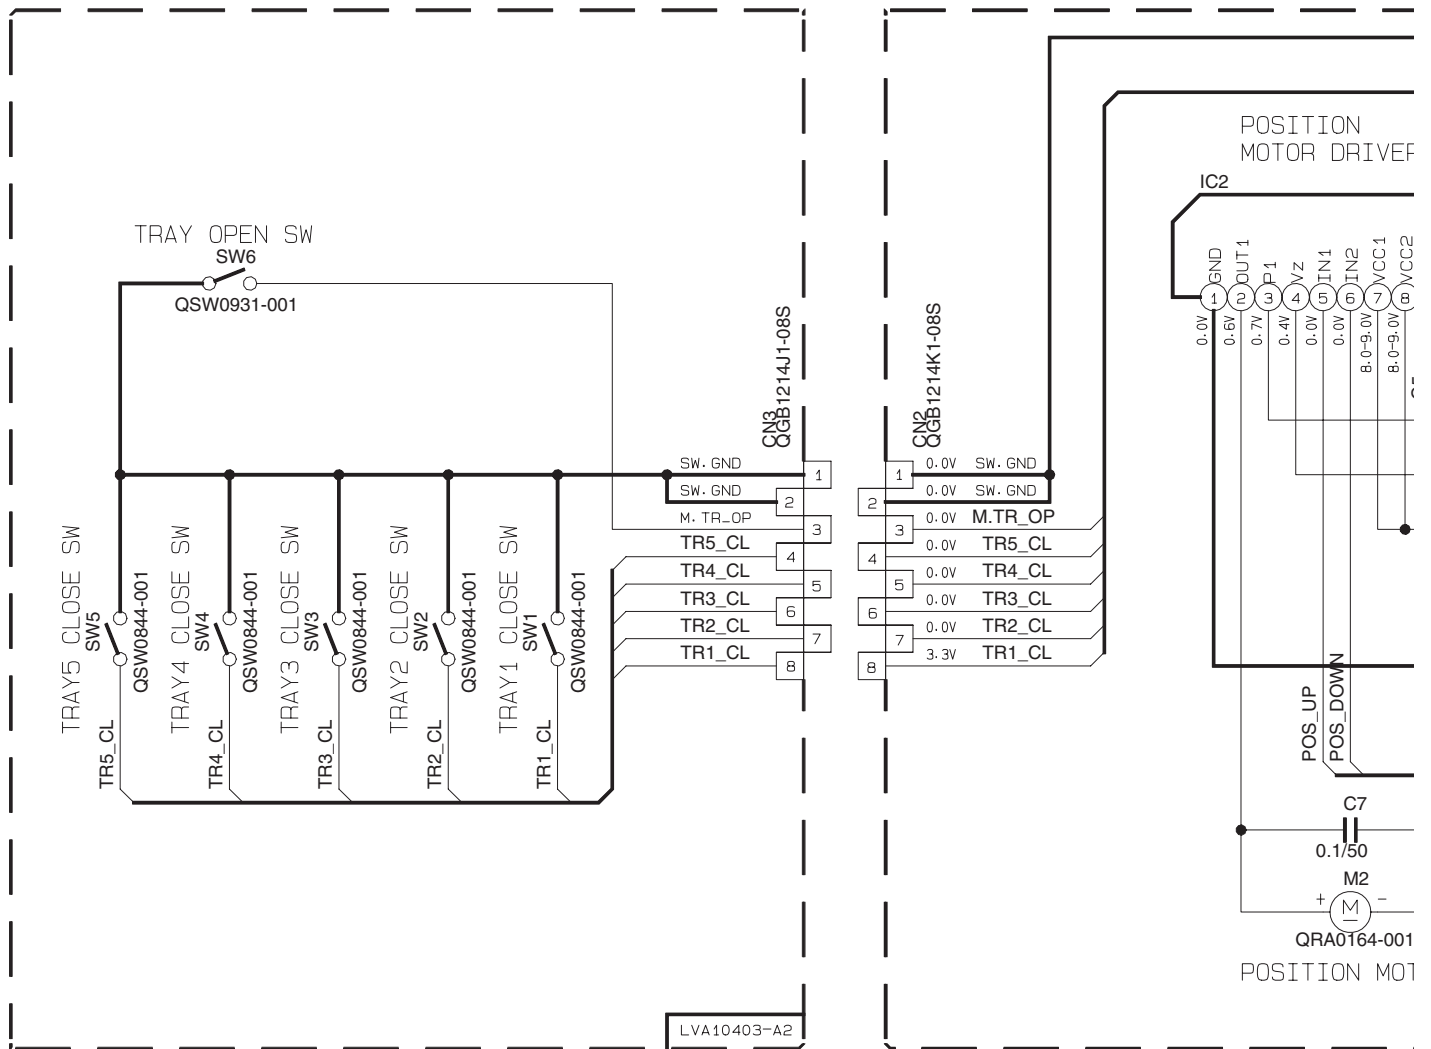 POSITION
MOTOR DRIVER
IC2
TRAY OPEN SW
SW6
QSW0931-001
GND
OUT1
P1
Vz
IN1
IN2
VCC1
VCC2
1 2 3 4 5 6 7 8
0.0V
0.6V
0.7V
0.4V
0.0V
0.0V
8.0-9.0V
8.0-9.0V
CN3
QGB1214J1-08S
CN2
QGB1214K1-08S
SW.GND 1
SW.GND 2
M.TR_OP 3
TR5_CL 4
TR4_CL 5
TR3_CL 6
TR2_CL 7
TR1_CL 8
1 0.0V SW.GND
2 0.0V SW.GND
3 0.0V M.TR_OP
4 0.0V TR5_CL
5 0.0V TR4_CL
6 0.0V TR3_CL
7 0.0V TR2_CL
8 3.3V TR1_CL
TRAY5 CLOSE SW
SW5
QSW0844-001
TR5_CL
TRAY4 CLOSE SW
SW4
QSW0844-001
TR4_CL
TRAY3 CLOSE SW
SW3
QSW0844-001
TR3_CL
TRAY2 CLOSE SW
SW2
QSW0844-001
TR2_CL
TRAY1 CLOSE SW
SW1
QSW0844-001
TR1_CL
POS_UP
POS_DOWN
C7
0.1/50
M2
+ M -
QRA0164-001
POSITION MOT
LVA10403-A2